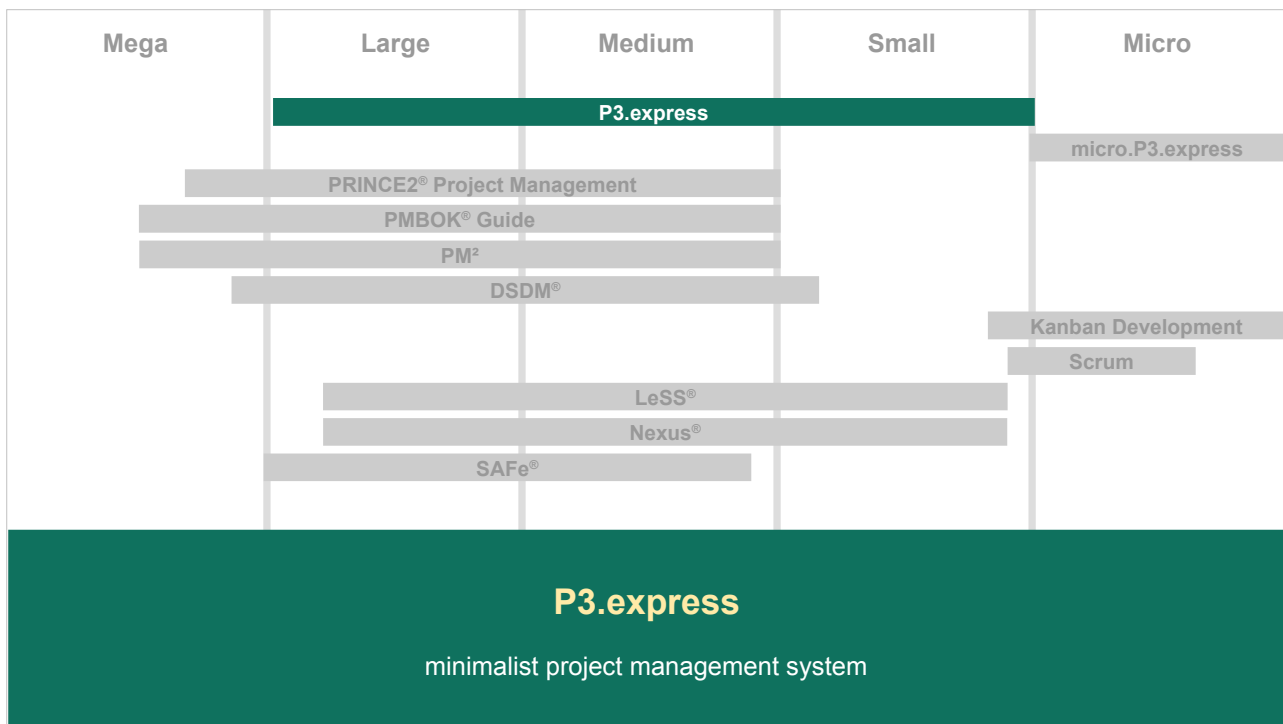 Mega Large Medium Small Micro
P3.express
micro.P3.express
PRINCE2® Project Management
PMBOK® Guide
PM²
DSDM®
Kanban Development
Scrum
LeSS®
Nexus®
SAFe®
P3.express
minimalist project management system